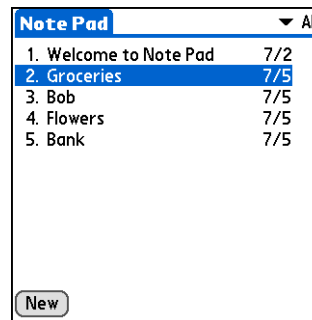 Note Pad
1. Welcome to Note Pad 7/2
2. Groceries 7/5
3. Bob 7/5
4. Flowers 7/5
5. Bank 7/5
New